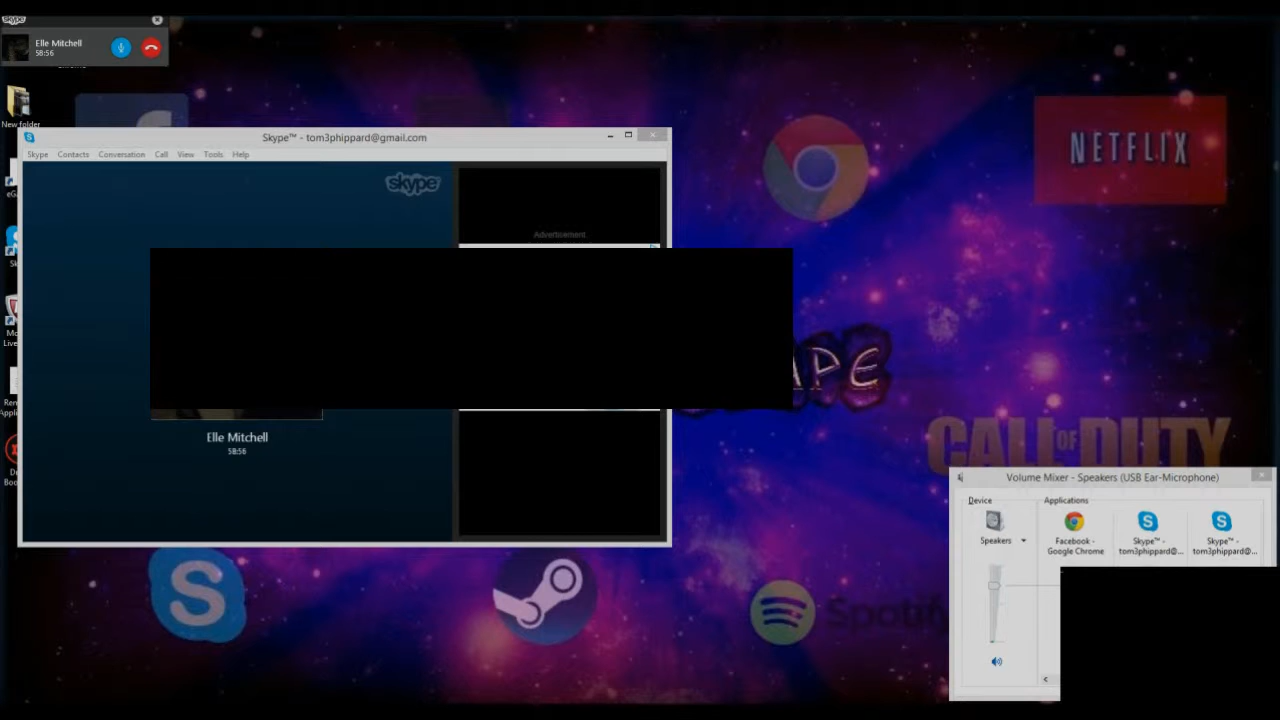 skype
Elle Mitchell
58:56
New folder
Skype™ - tom3phippard@gmail.com
Skype Contacts Conversation Call View Tools Help
skype
Advertisement
Elle Mitchell
58:56
NETFLIX
CALL OF DUTY
Spotify
Volume Mixer - Speakers (USB Ear-Microphone)
Device
Applications
Speakers
Facebook -
Google Chrome
Skype™ -
tom3phippard@...
Skype™ -
tom3phippard@...